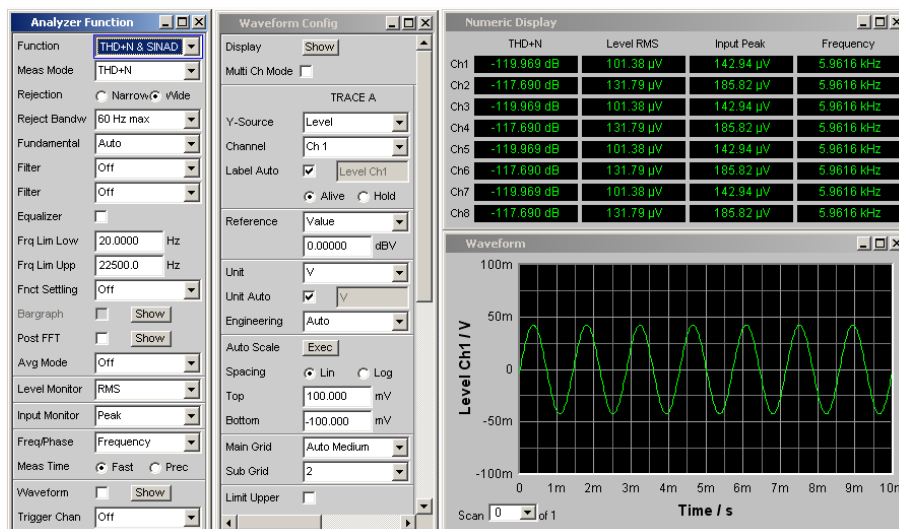 Analyzer Function
Function THD+N & SINAD
Meas Mode THD+N
Rejection Narrow Wide
Reject Bandw 60 Hz max
Fundamental Auto
Filter Off
Filter Off
Equalizer
Frq Lim Low 20.0000 Hz
Frq Lim Upp 22500.0 Hz
Fnct Settling Off
Bargraph Show
Post FFT Show
Avg Mode Off
Level Monitor RMS
Input Monitor Peak
Freq/Phase Frequency
Meas Time Fast Prec
Waveform Show
Trigger Chan Off
Waveform Config
Display Show
Multi Ch Mode
TRACE A
Y-Source Level
Channel Ch 1
Label Auto Level Ch1
Alive Hold
Reference Value
0.00000 dBV
Unit V
Unit Auto V
Engineering Auto
Auto Scale Exec
Spacing Lin Log
Top 100.000 mV
Bottom -100.000 mV
Main Grid Auto Medium
Sub Grid 2
Limit Upper
Numeric Display
THD+N Level RMS Input Peak Frequency
Ch1 -119.969 dB 101.38 µV 142.94 µV 5.9616 kHz
Ch2 -117.690 dB 131.79 µV 185.82 µV 5.9616 kHz
Ch3 -119.969 dB 101.38 µV 142.94 µV 5.9616 kHz
Ch4 -117.690 dB 131.79 µV 185.82 µV 5.9616 kHz
Ch5 -119.969 dB 101.38 µV 142.94 µV 5.9616 kHz
Ch6 -117.690 dB 131.79 µV 185.82 µV 5.9616 kHz
Ch7 -119.969 dB 101.38 µV 142.94 µV 5.9616 kHz
Ch8 -117.690 dB 131.79 µV 185.82 µV 5.9616 kHz
Waveform
Level Ch1 / V
100m
50m
0
-50m
-100m
0 1m 2m 3m 4m 5m 6m 7m 8m 9m 10m
Scan 0 of 1 Time / s